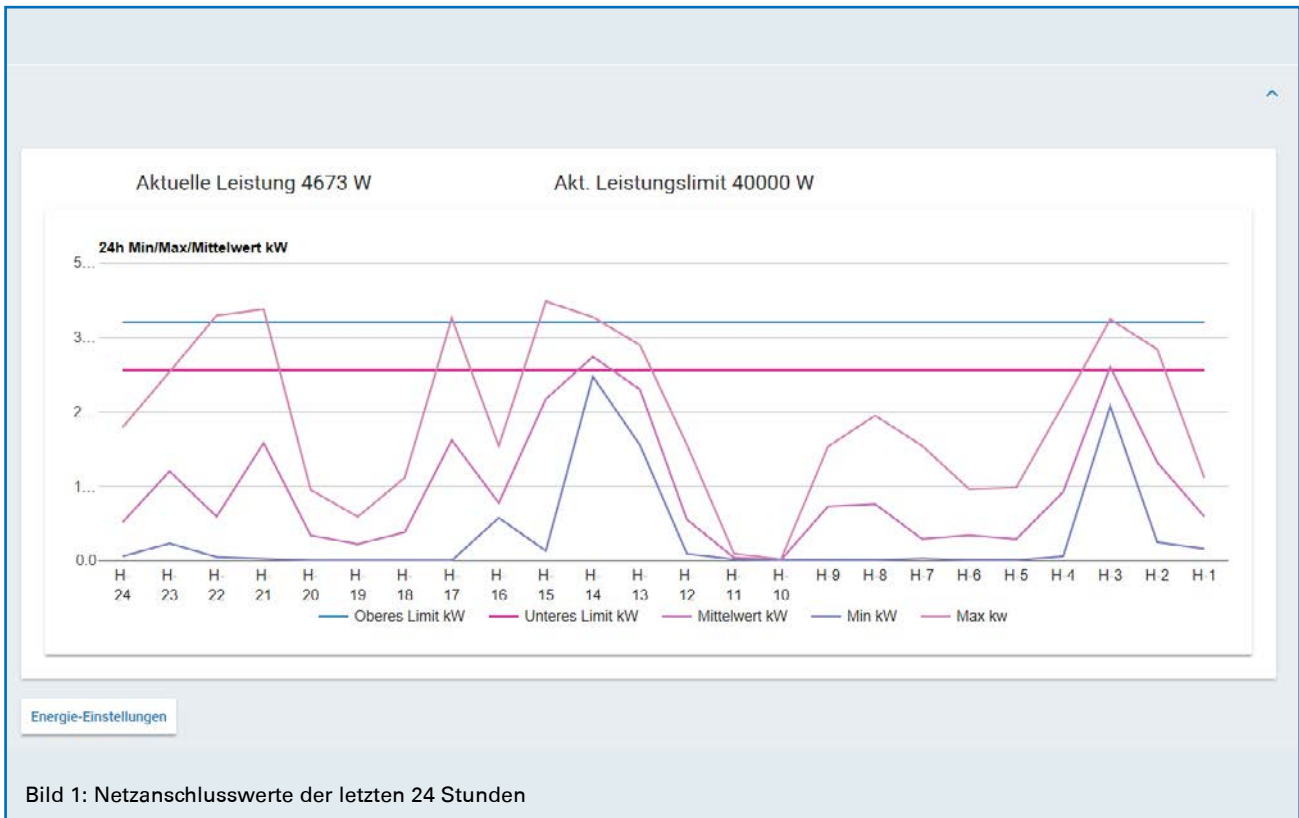 Aktuelle Leistung 4673 W Akt. Leistungslimit 40000 W
24h Min/Max/Mittelwert kW
5...
3...
2...
1...
0.0
H-24 H-23 H-22 H-21 H-20 H-19 H-18 H-17 H-16 H-15 H-14 H-13 H-12 H-11 H-10 H-9 H-8 H-7 H-6 H-5 H-4 H-3 H-2 H-1
Oberes Limit kW Unteres Limit kW Mittelwert kW Min kW Max kw
Energie-Einstellungen
Bild 1: Netzanschlusswerte der letzten 24 Stunden